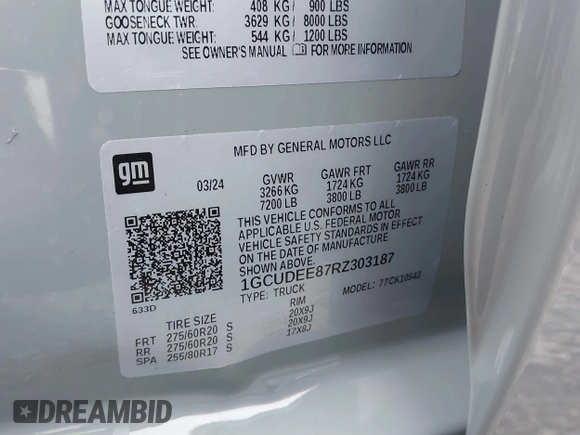 MAX TONGUE WEIGHT: 408 KG / 900 LBS
GOOSENECK TWR: 3629 KG / 8000 LBS
MAX TONGUE WEIGHT: 544 KG / 1200 LBS
SEE OWNER'S MANUAL FOR MORE INFORMATION
MFD BY GENERAL MOTORS LLC
gm
03/24 GVWR GAWR FRT GAWR RR
3266 KG 1724 KG 1724 KG
7200 LB 3800 LB 3800 LB
THIS VEHICLE CONFORMS TO ALL
APPLICABLE U.S. FEDERAL MOTOR
VEHICLE SAFETY STANDARDS IN EFFECT
ON THE DATE OF MANUFACTURE
SHOWN ABOVE.
1GCUDEE87RZ303187
TYPE: TRUCK MODEL: 77CK10543
633D
TIRE SIZE RIM
FRT 275/60R20 S 20X9J
RR 275/60R20 S 20X9J
SPA 255/80R17 S 17X8J
DREAMBID